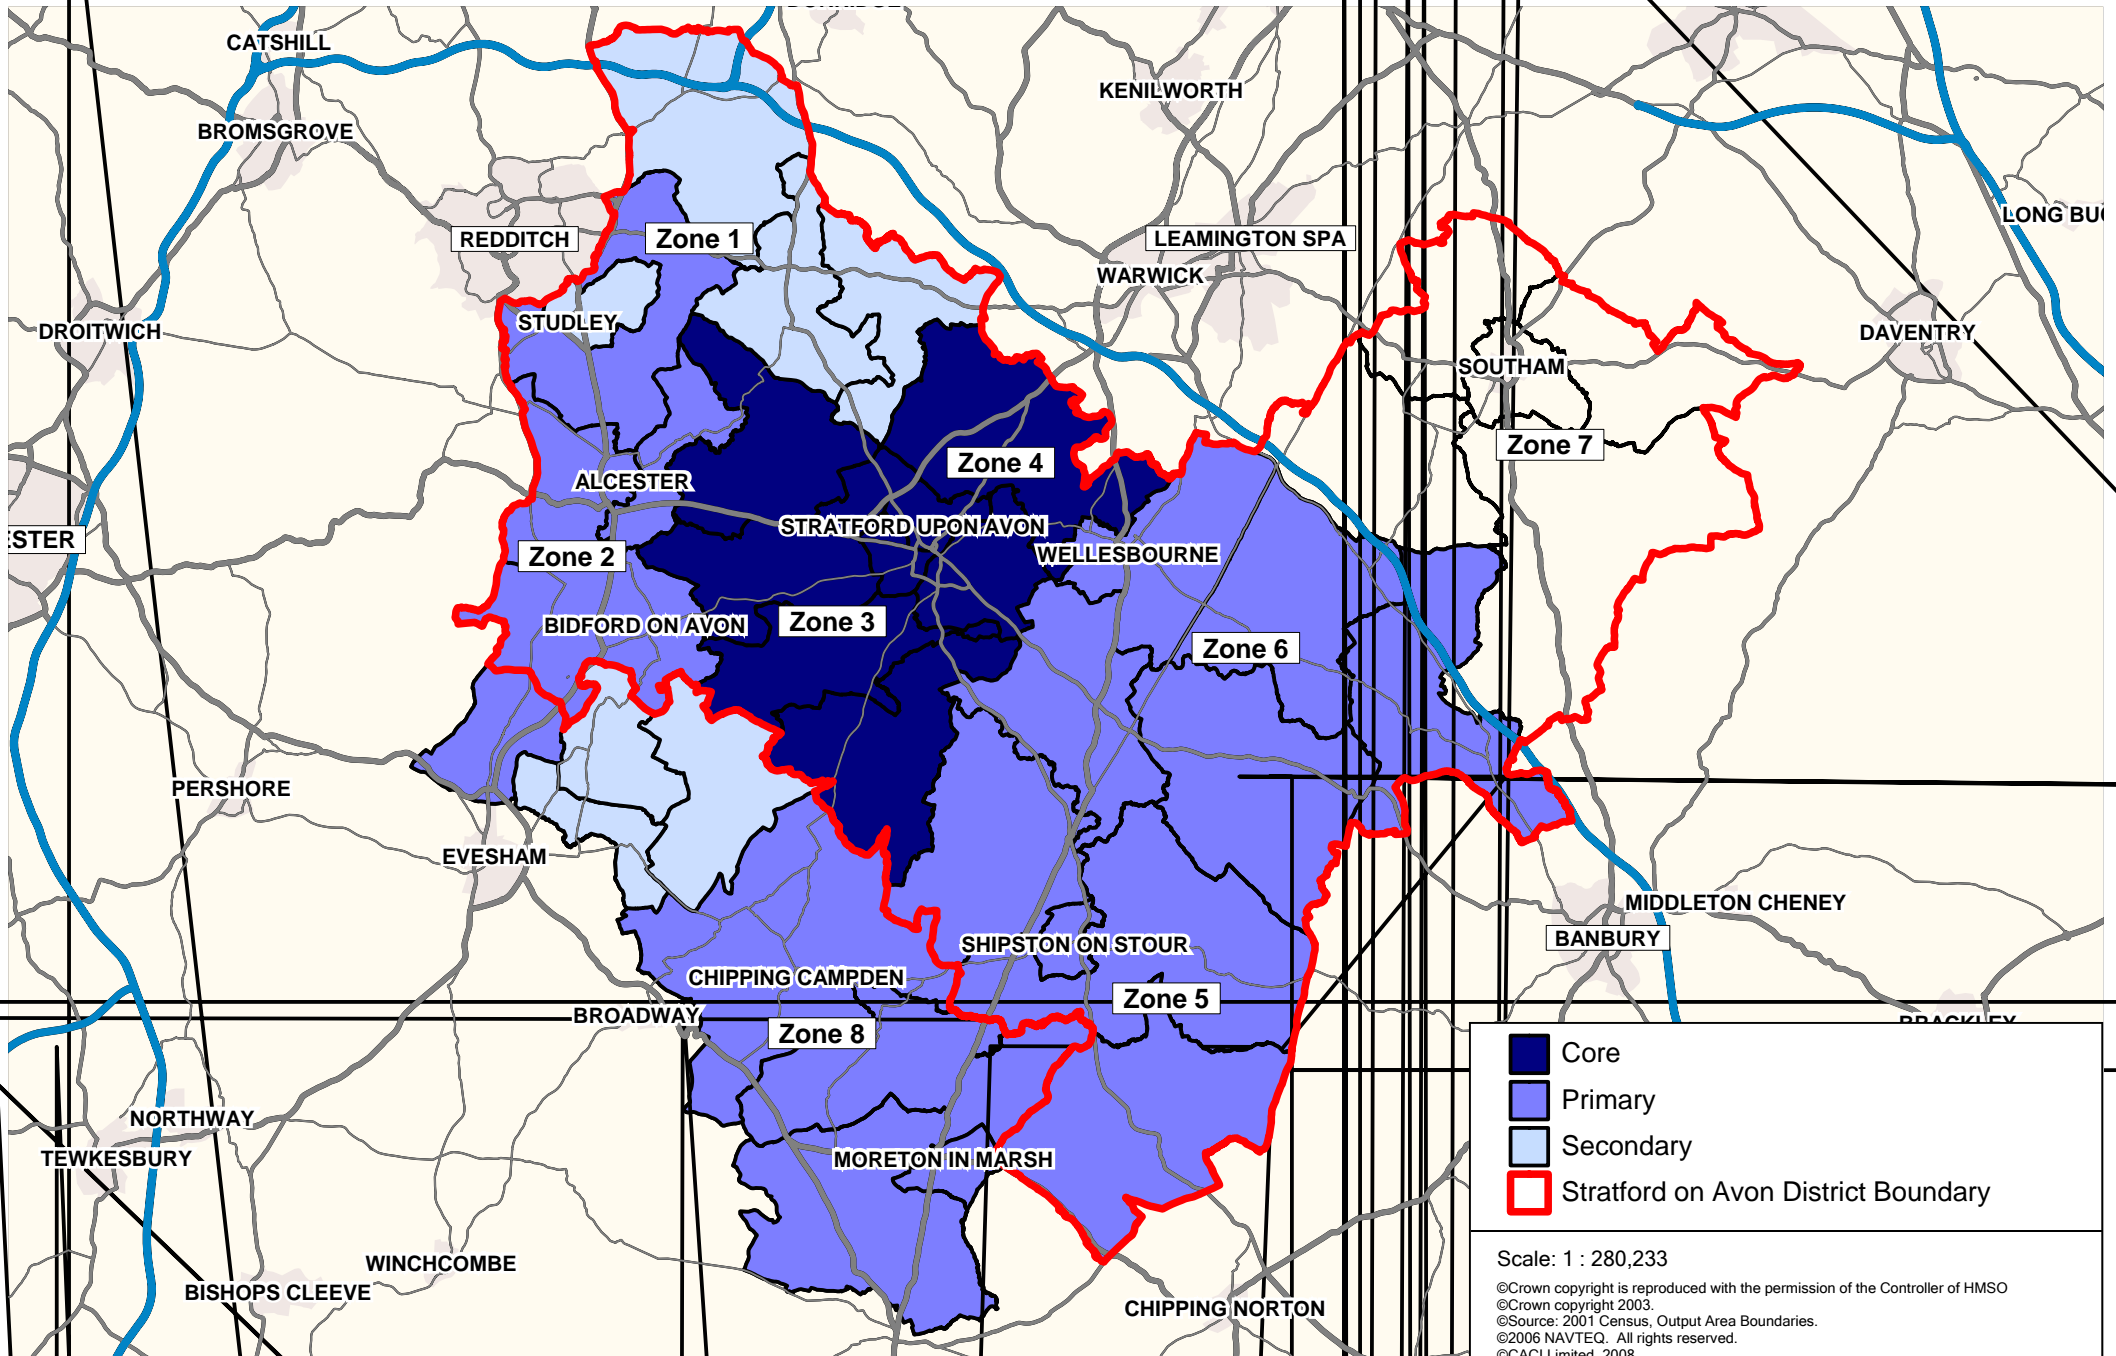 CATSHILL
KENILWORTH
BROMSGROVE
LONG BU
REDDITCH
Zone 1
LEAMINGTON SPA
WARWICK
STUDLEY
DROITWICH
DAVENTRY
SOUTHAM
Zone 7
Zone 4
ALCESTER
STRATFORD UPON AVON
ESTER
Zone 2
WELLESBOURNE
BIDFORD ON AVON
Zone 3
Zone 6
PERSHORE
EVESHAM
MIDDLETON CHENEY
BANBURY
SHIPSTON ON STOUR
CHIPPING CAMPDEN
Zone 5
BROADWAY
Zone 8
BRACKLEY
NORTHWAY
TEWKESBURY
MORETON IN MARSH
WINCHCOMBE
BISHOPS CLEEVE
CHIPPING NORTON
Core
Primary
Secondary
Stratford on Avon District Boundary
Scale: 1 : 280,233
©Crown copyright is reproduced with the permission of the Controller of HMSO
©Crown copyright 2003.
©Source: 2001 Census, Output Area Boundaries.
©2006 NAVTEQ. All rights reserved.
©CACI Limited, 2008